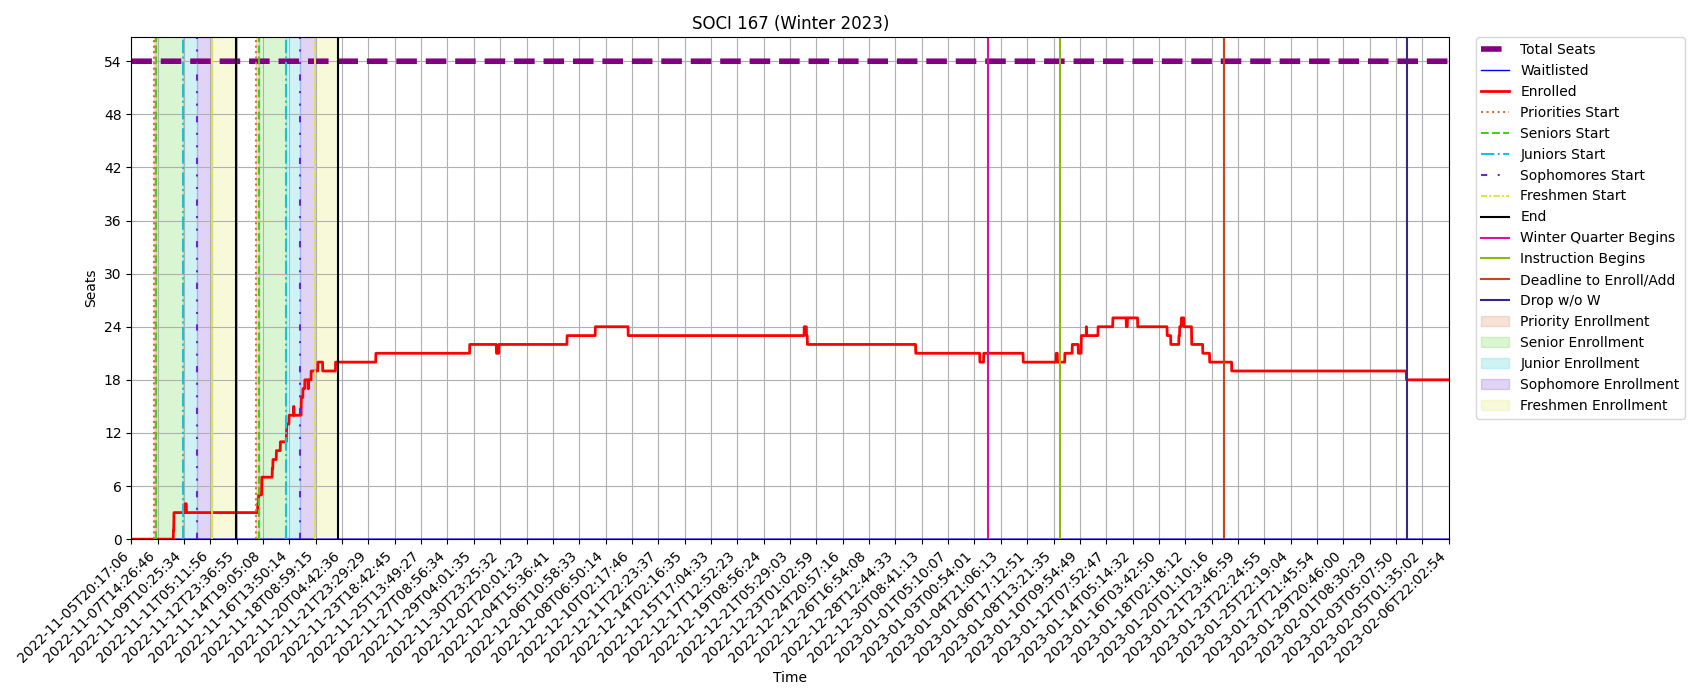 SOCI 167 (Winter 2023)
Seats
54
48
42
36
30
24
18
12
6
0
2022-11-05T20:17:06
2022-11-07T14:26:46
2022-11-09T10:25:34
2022-11-11T05:11:56
2022-11-12T23:36:55
2022-11-14T19:05:08
2022-11-16T13:50:14
2022-11-18T08:59:15
2022-11-20T04:42:36
2022-11-21T23:29:29
2022-11-23T18:42:45
2022-11-25T13:49:27
2022-11-27T08:56:34
2022-11-29T04:01:35
2022-11-30T23:25:32
2022-12-02T20:01:23
2022-12-04T15:36:41
2022-12-06T10:58:33
2022-12-08T06:50:14
2022-12-10T02:17:46
2022-12-11T22:23:37
2022-12-14T02:16:35
2022-12-15T17:04:33
2022-12-17T12:52:23
2022-12-19T08:56:24
2022-12-21T05:29:03
2022-12-23T01:02:59
2022-12-24T20:57:16
2022-12-26T16:54:08
2022-12-28T12:44:33
2022-12-30T08:41:13
2023-01-01T05:10:07
2023-01-03T00:54:01
2023-01-04T21:06:13
2023-01-06T17:12:51
2023-01-08T13:21:35
2023-01-10T09:54:49
2023-01-12T07:52:47
2023-01-14T05:14:32
2023-01-16T03:42:50
2023-01-18T02:18:12
2023-01-20T01:10:16
2023-01-21T23:46:59
2023-01-23T22:24:55
2023-01-25T22:19:04
2023-01-27T21:45:54
2023-01-29T20:46:00
2023-02-01T08:30:29
2023-02-03T05:07:50
2023-02-05T01:35:02
2023-02-06T22:02:54
Time
Total Seats
Waitlisted
Enrolled
Priorities Start
Seniors Start
Juniors Start
Sophomores Start
Freshmen Start
End
Winter Quarter Begins
Instruction Begins
Deadline to Enroll/Add
Drop w/o W
Priority Enrollment
Senior Enrollment
Junior Enrollment
Sophomore Enrollment
Freshmen Enrollment